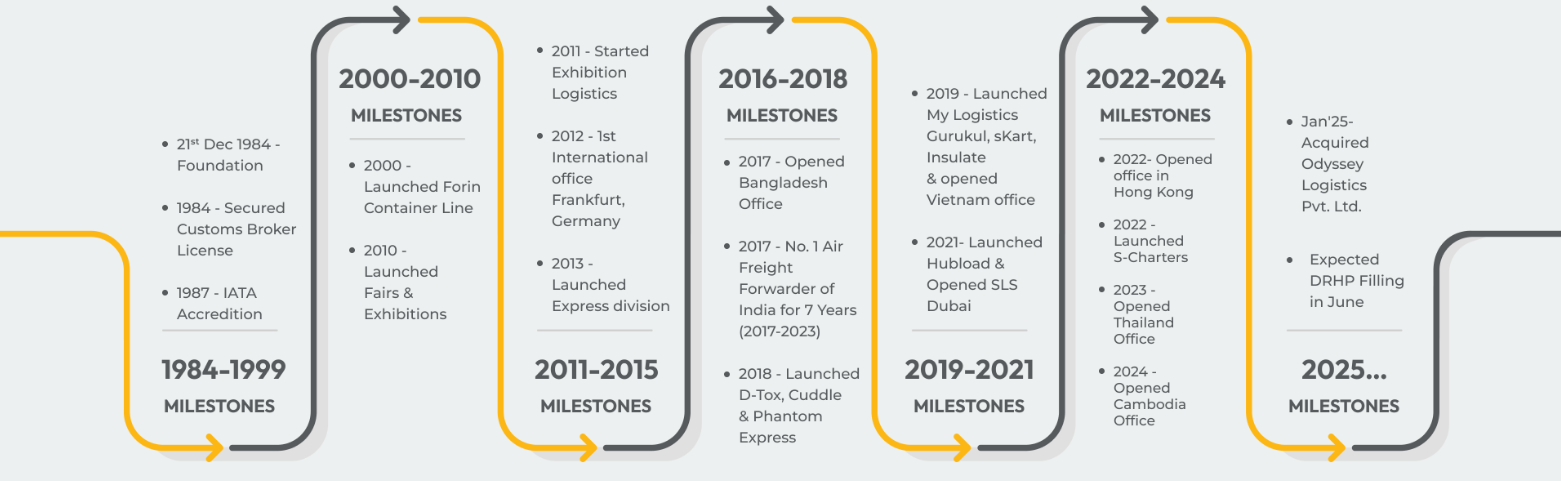 21st Dec 1984 -
Foundation
1984 - Secured
Customs Broker
License
1987 - IATA
Accredition
1984-1999
MILESTONES
2000-2010
MILESTONES
2000 -
Launched Forin
Container Line
2010 -
Launched
Fairs &
Exhibitions
2011 - Started
Exhibition
Logistics
2012 - 1st
International
office
Frankfurt,
Germany
2013 -
Launched
Express division
2011-2015
MILESTONES
2016-2018
MILESTONES
2017 - Opened
Bangladesh
Office
2017 - No. 1 Air
Freight
Forwarder of
India for 7 Years
(2017-2023)
2018 - Launched
D-Tox, Cuddle
& Phantom
Express
2019 - Launched
My Logistics
Gurukul, sKart,
Insulate
& opened
Vietnam office
2021- Launched
Hubload &
Opened SLS
Dubai
2019-2021
MILESTONES
2022-2024
MILESTONES
2022- Opened
office in
Hong Kong
2022 -
Launched
S-Charters
2023 -
Opened
Thailand
Office
2024 -
Opened
Cambodia
Office
Jan'25-
Acquired
Odyssey
Logistics
Pvt. Ltd.
Expected
DRHP Filling
in June
2025...
MILESTONES